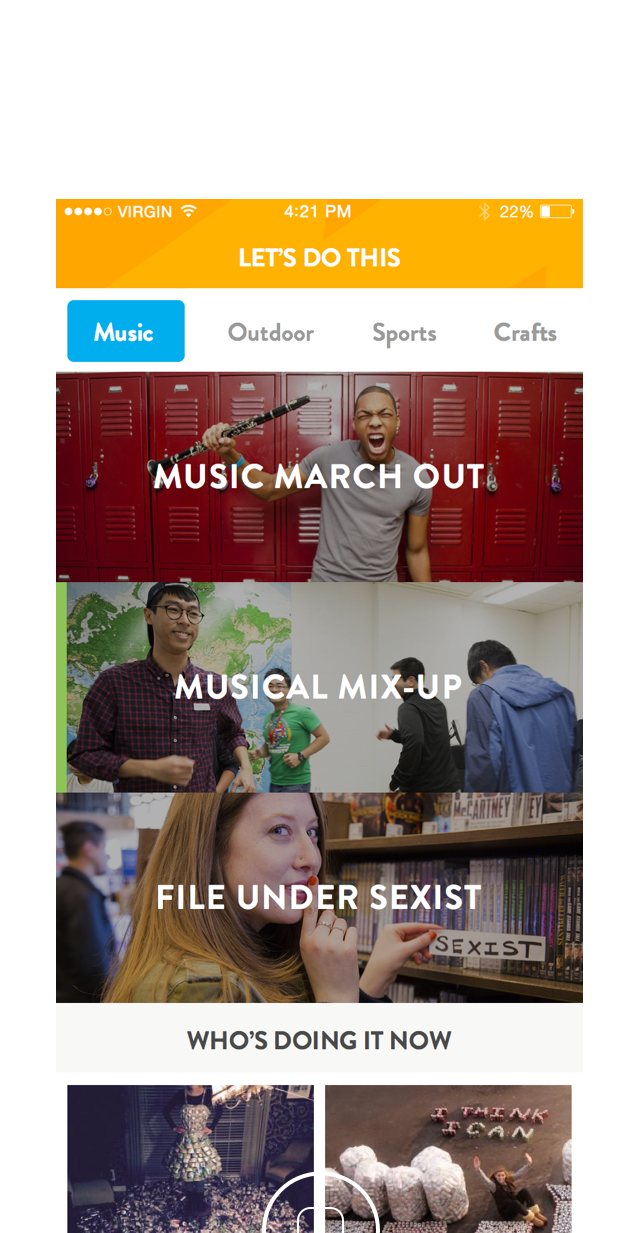 VIRGIN 4:21 PM 22%
LET'S DO THIS
Music Outdoor Sports Crafts
MUSIC MARCH OUT
MUSICAL MIX-UP
McCARTNEY
FILE UNDER SEXIST
SEXIST
WHO'S DOING IT NOW
I THINK
I CAN